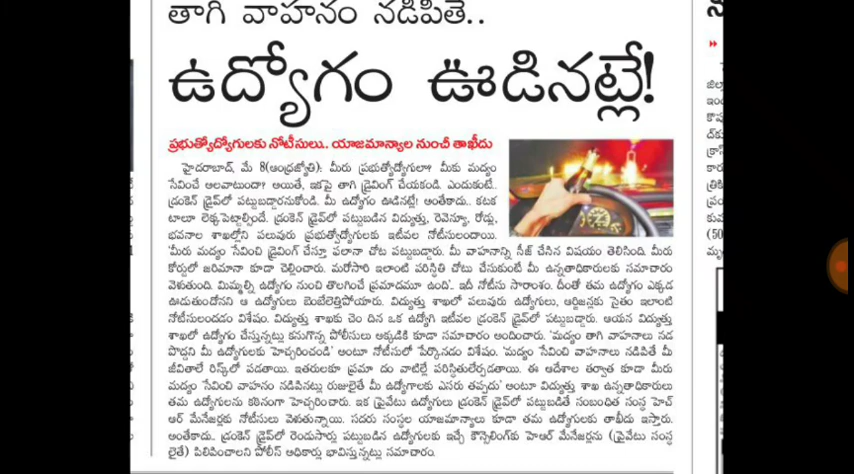 తాగి వాహనం నడిపితే..
ఉద్యోగం ఊడినట్లే!
ప్రభుత్యోద్యోగులకు నోటీసులు.. యాజమాన్యాల నుంచీ తాఖీదు
హైదరాబాద్, మే 8(ఆంధ్రజ్యోతి): మీరు ప్రభుత్యోద్యోగులా? మీకు మద్యం
సేవించే అలవాటుందా? అయితే, ఇకపై తాగి డ్రైవింగ్ చేయకండి. ఎందుకంటే..
డ్రంకెన్ డ్రైవ్‌లో పట్టుబడ్డారనుకోండి. మీ ఉద్యోగం ఊడినట్లే! అంతేకాదు.. కటక
టాలూ లెక్కపెట్టాల్సిందే. డ్రంకెన్ డ్రైవ్‌లో పట్టుబడిన విద్యుత్తు, రెవెన్యూ, రోడ్లు,
భవనాల శాఖల్లోని పలువురు ప్రభుత్వోద్యోగులకు ఇటీవల నోటీసులందాయి.
'మీరు మద్యం సేవించి డ్రైవింగ్ చేస్తూ ఫలానా చోట పట్టుబడ్డారు. మీ వాహనాన్ని సీజ్ చేసిన విషయం తెలిసింది. మీరు
కోర్టులో జరిమానా కూడా చెల్లించారు. మరోసారి ఇలాంటి పరిస్థితి చోటు చేసుకుంటే మీ ఉన్నతాధికారులకు సమాచారం
వెళుతుంది. మిమ్మల్ని ఉద్యోగం నుంచి తొలగించే ప్రమాదమూ ఉంది'.. ఇదీ నోటీసు సారాంశం. దీంతో తమ ఉద్యోగం ఎక్కడ
ఊడుతుందోనని ఆ ఉద్యోగులు బెంబేలెత్తిపోయారు. విద్యుత్తు శాఖలో పలువురు ఉద్యోగులు, ఆర్జిజన్లకు సైతం ఇలాంటి
నోటీసులందడం విశేషం. విద్యుత్తు శాఖకు చెం దిన ఒక ఉద్యోగి ఇటీవల డ్రంకెన్ డ్రైవ్‌లో పట్టుబడ్డారు. ఆయన విద్యుత్తు
శాఖలో ఉద్యోగం చేస్తున్నట్లు కనుగొన్న పోలీసులు అక్కడికి కూడా సమాచారం అందించారు. 'మద్యం తాగి వాహనాలు నడ
పొద్దని మీ ఉద్యోగులకు హెచ్చరించండి' అంటూ నోటీసులో పేర్కొనడం విశేషం. 'మద్యం సేవించి వాహనాలు నడిపితే మీ
జీవితాలే రిస్క్‌లో పడతాయి. ఇతరులకూ ప్రమా దం వాటిల్లే పరిస్థితులేర్పడతాయి. ఈ ఆదేశాల తర్వాత కూడా మీరు
మద్యం సేవించి వాహనం నడిపినట్లు రుజులైతే మీ ఉద్యోగాలకు ఎసరు తప్పదు' అంటూ విద్యుత్తు శాఖ ఉన్నతాధికారులు
తమ ఉద్యోగులను కఠినంగా హెచ్చరించారు. ఇక ప్రైవేటు ఉద్యోగులు డ్రంకెన్ డ్రైవ్‌లో పట్టుబడితే సంబంధిత సంస్థ హెచ్
ఆర్ మేనేజర్లకు నోటీసులు వెళుతున్నాయి. సదరు సంస్థల యాజమాన్యాలు కూడా తమ ఉద్యోగులకు తాఖీదు ఇస్తారు.
అంతేకాదు.. డ్రంకెన్ డ్రైవ్‌లో రెండుసార్లు పట్టుబడిన ఉద్యోగులకు ఇచ్చే కౌన్సెలింగ్‌కు హెఆర్ మేనేజర్లను (ప్రైవేటు సంస్థ
లైతే) పిలిపించాలని పోలీస్ అధికార్లు భావిస్తున్నట్లు సమాచారం.